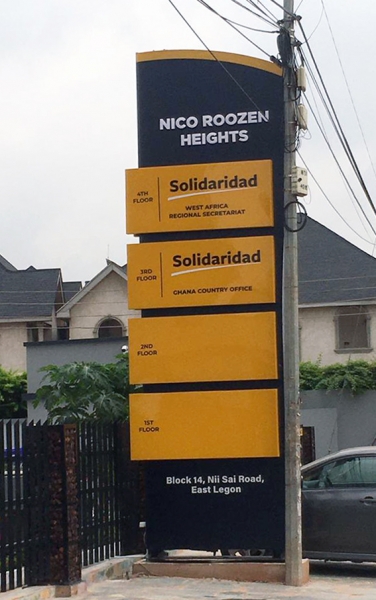 NICO ROOZEN
HEIGHTS
4TH
FLOOR
Solidaridad
WEST AFRICA
REGIONAL SECRETARIAT
3RD
FLOOR
Solidaridad
GHANA COUNTRY OFFICE
2ND
FLOOR
1ST
FLOOR
Block 14, Nii Sai Road,
East Legon